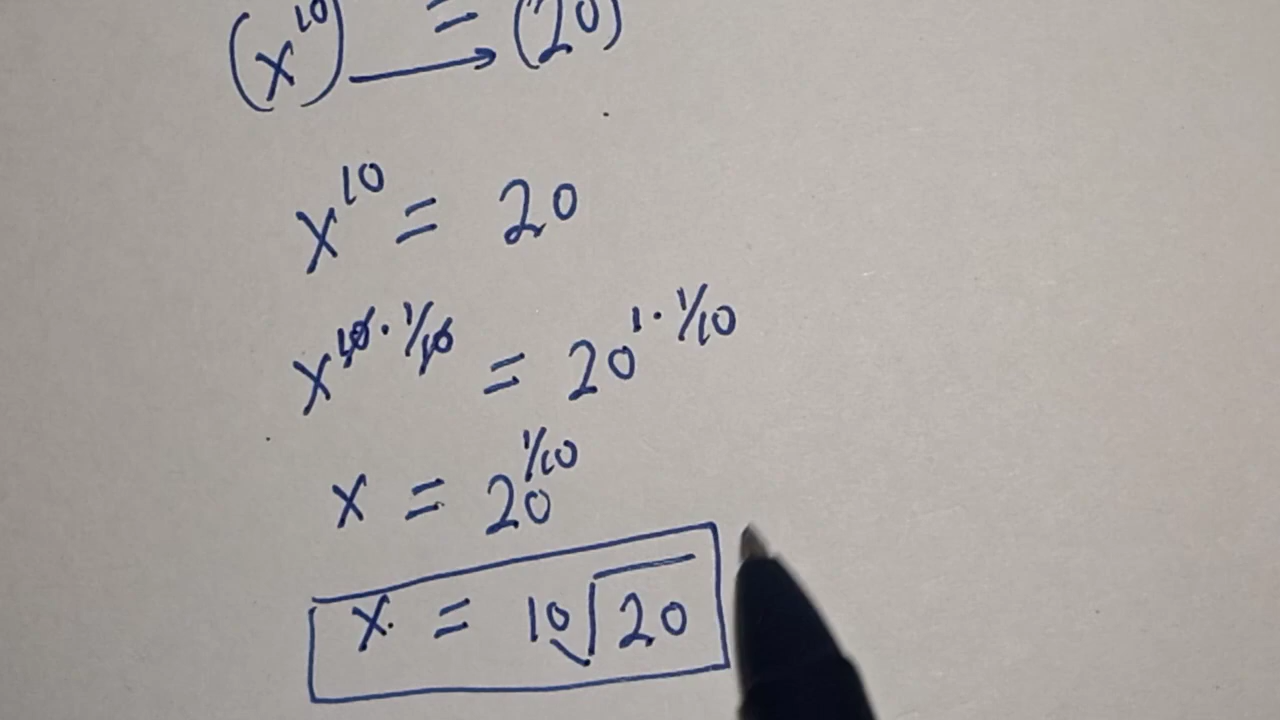 (x^10) = (20)
x^10 = 20
x^10·1/10 = 20^1·1/10
x = 20^1/10
x = 10√20